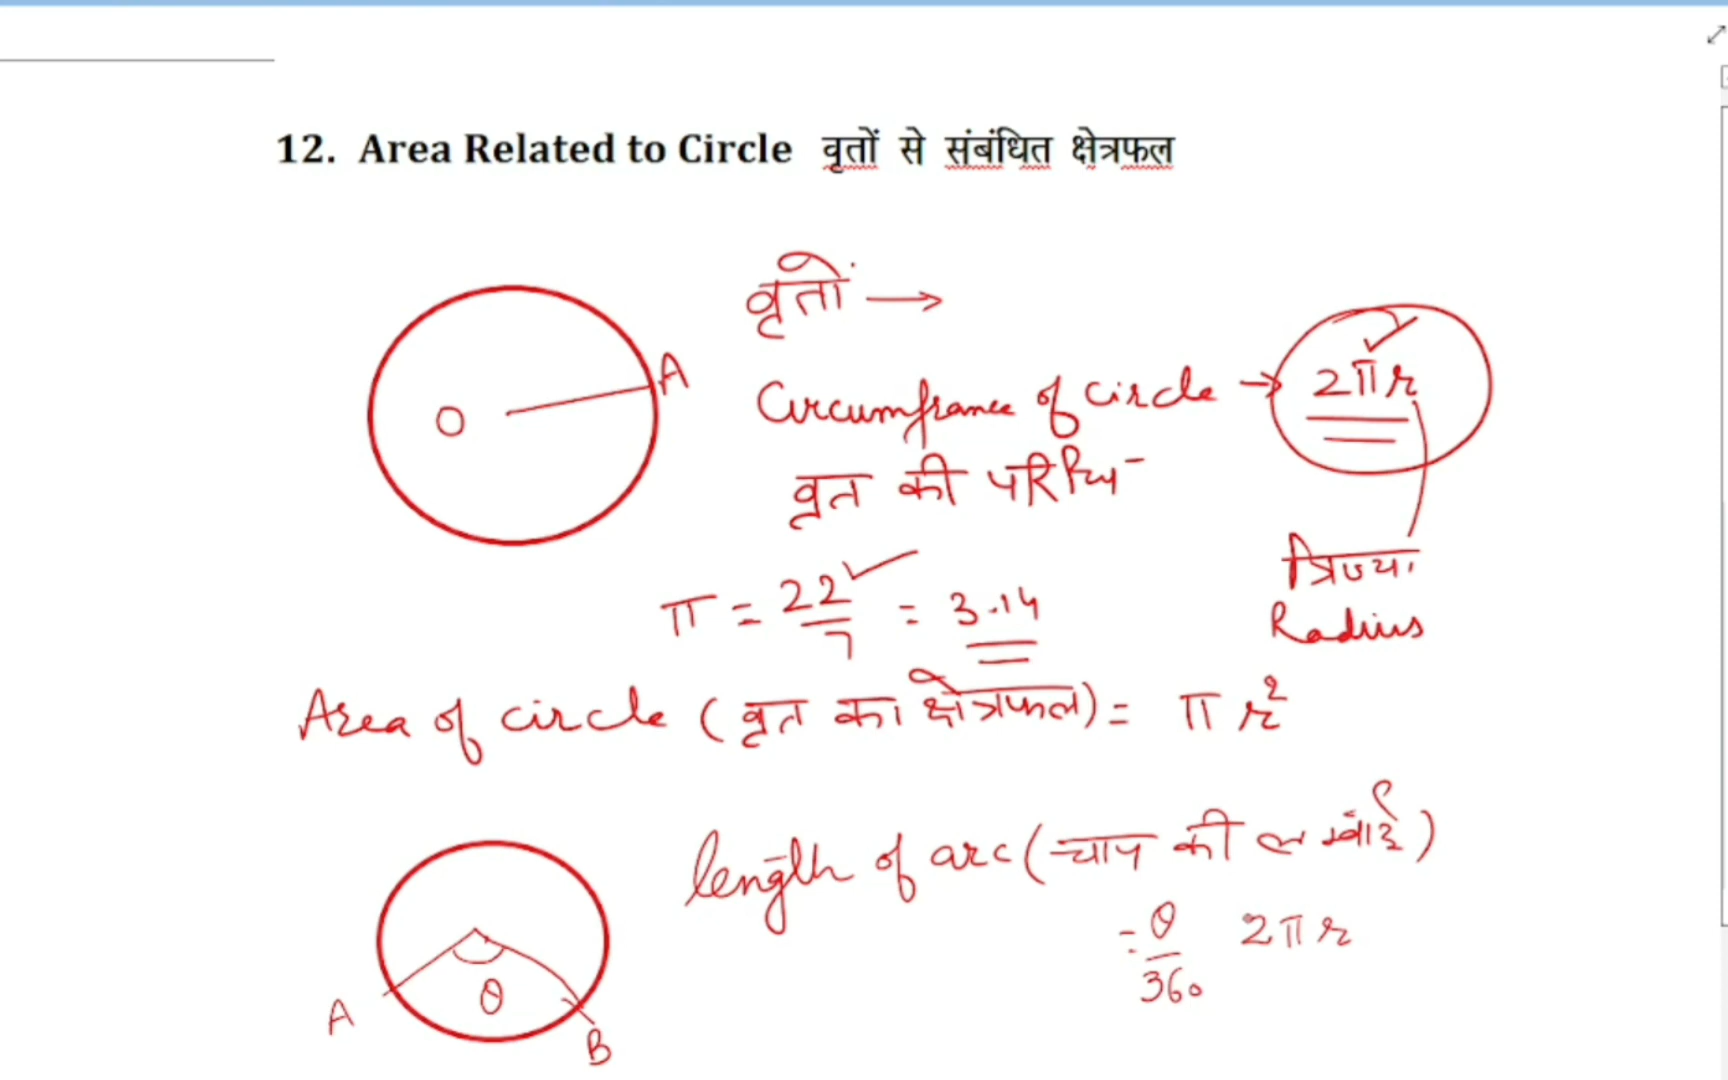 12. Area Related to Circle वृतों से संबंधित क्षेत्रफल
वृतों →
O A
Circumfrance of circle → 2πr
वृत की परिधि
त्रिज्या
Radius
π = 22/7 = 3.14
Area of circle (वृत का क्षेत्रफल) = πr²
length of arc (चाप की लम्बाई)
= θ/360 2πr
θ
A
B